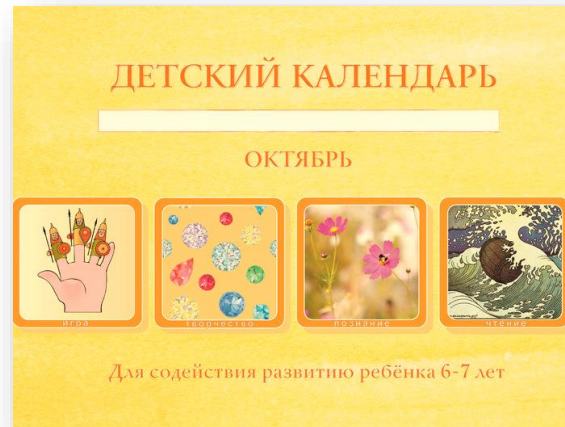 ДЕТСКИЙ КАЛЕНДАРЬ
ОКТЯБРЬ
игра
творчество
познание
чтение
Для содействия развитию ребёнка 6-7 лет